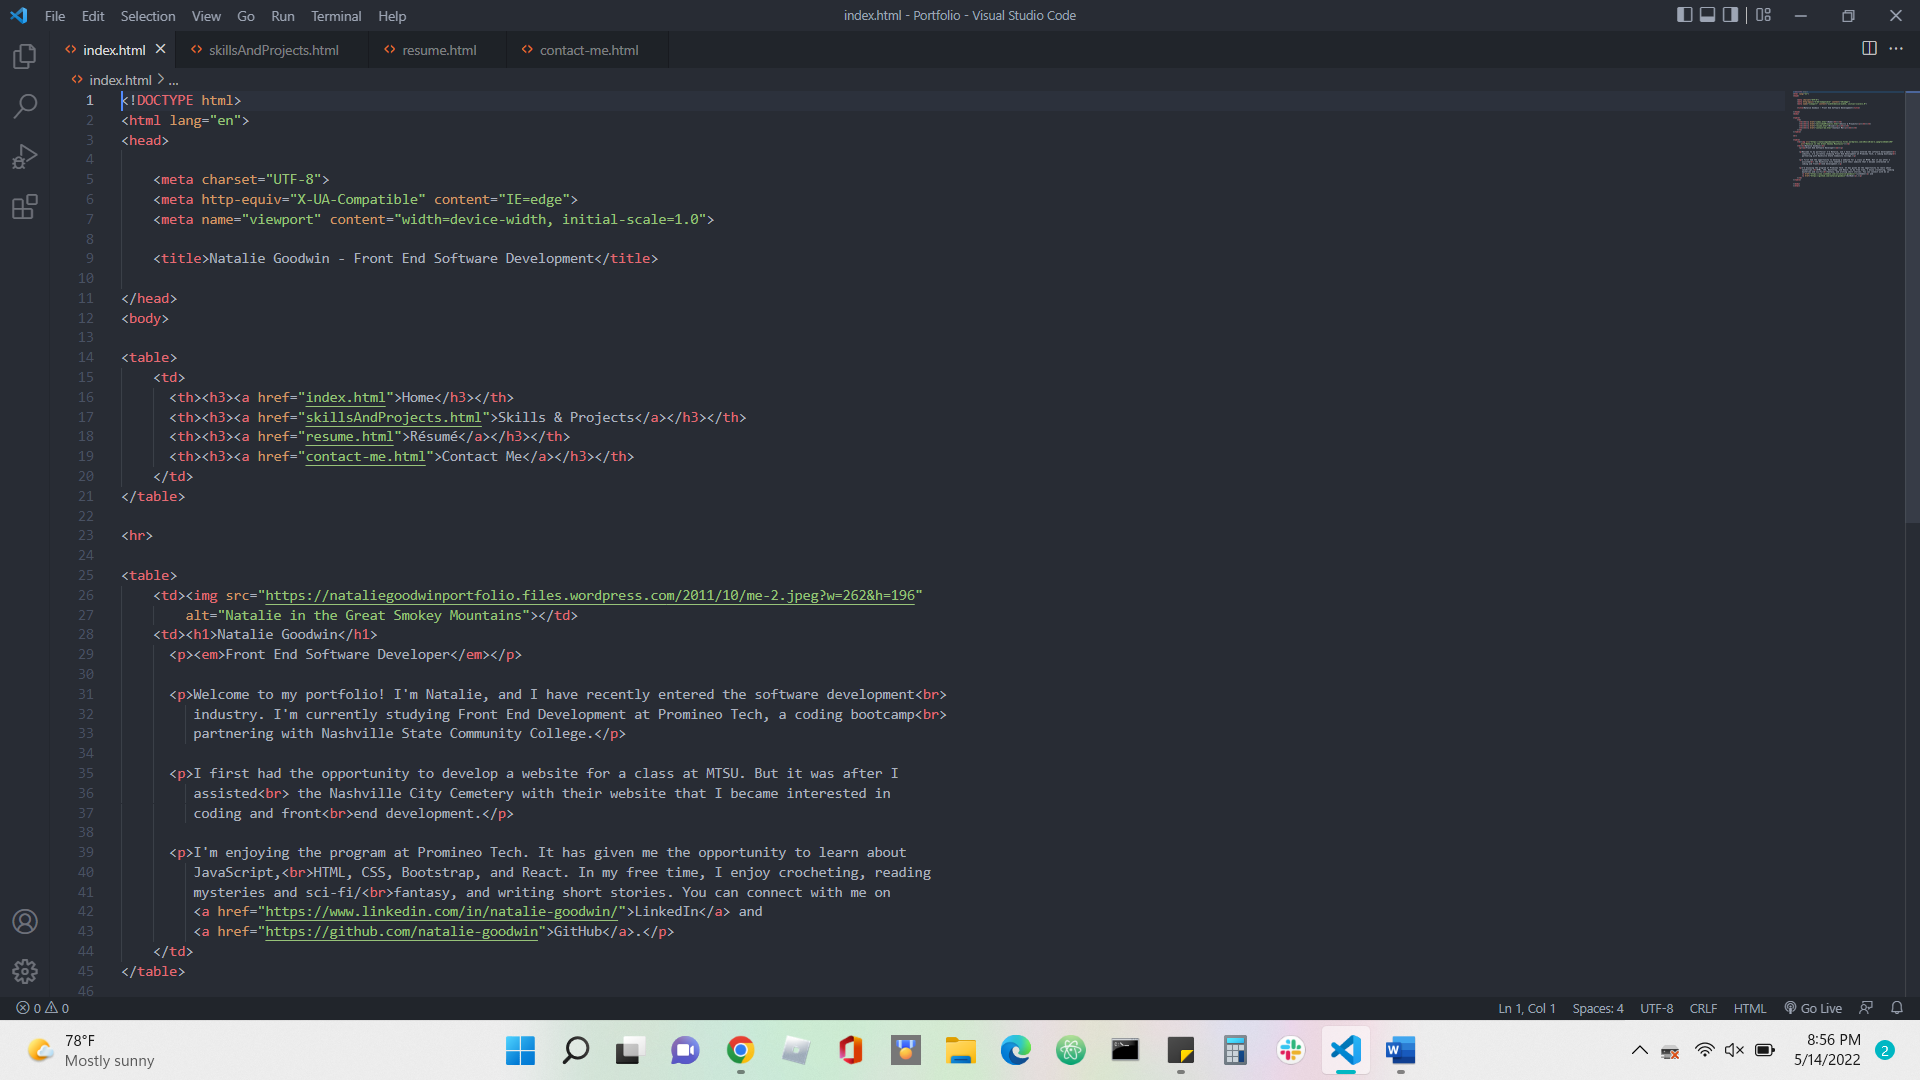 File Edit Selection View Go Run Terminal Help
index.html - Portfolio - Visual Studio Code
index.html skillsAndProjects.html resume.html contact-me.html
index.html > ...
1 <!DOCTYPE html>
2 <html lang="en">
3 <head>
4
5 <meta charset="UTF-8">
6 <meta http-equiv="X-UA-Compatible" content="IE=edge">
7 <meta name="viewport" content="width=device-width, initial-scale=1.0">
8
9 <title>Natalie Goodwin - Front End Software Development</title>
10
11 </head>
12 <body>
13
14 <table>
15 <td>
16 <th><h3><a href="index.html">Home</h3></th>
17 <th><h3><a href="skillsAndProjects.html">Skills & Projects</a></h3></th>
18 <th><h3><a href="resume.html">Résumé</a></h3></th>
19 <th><h3><a href="contact-me.html">Contact Me</a></h3></th>
20 </td>
21 </table>
22
23 <hr>
24
25 <table>
26 <td><img src="https://nataliegoodwinportfolio.files.wordpress.com/2011/10/me-2.jpeg?w=262&h=196"
27 alt="Natalie in the Great Smokey Mountains"></td>
28 <td><h1>Natalie Goodwin</h1>
29 <p><em>Front End Software Developer</em></p>
30
31 <p>Welcome to my portfolio! I'm Natalie, and I have recently entered the software development<br>
32 industry. I'm currently studying Front End Development at Promineo Tech, a coding bootcamp<br>
33 partnering with Nashville State Community College.</p>
34
35 <p>I first had the opportunity to develop a website for a class at MTSU. But it was after I
36 assisted<br> the Nashville City Cemetery with their website that I became interested in
37 coding and front<br>end development.</p>
38
39 <p>I'm enjoying the program at Promineo Tech. It has given me the opportunity to learn about
40 JavaScript,<br>HTML, CSS, Bootstrap, and React. In my free time, I enjoy crocheting, reading
41 mysteries and sci-fi/<br>fantasy, and writing short stories. You can connect with me on
42 <a href="https://www.linkedin.com/in/natalie-goodwin/">LinkedIn</a> and
43 <a href="https://github.com/natalie-goodwin">GitHub</a>.</p>
44 </td>
45 </table>
46
0 0 Ln 1, Col 1 Spaces: 4 UTF-8 CRLF HTML Go Live
78°F
Mostly sunny
8:56 PM
5/14/2022
2